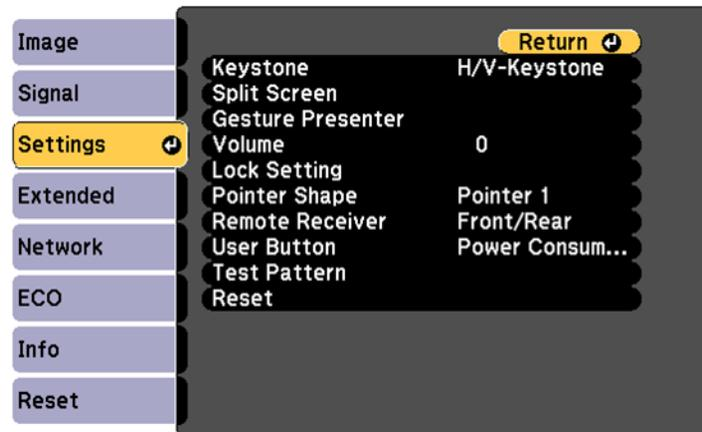 Image
Signal
Settings
Extended
Network
ECO
Info
Reset
Return
Keystone H/V-Keystone
Split Screen
Gesture Presenter
Volume 0
Lock Setting
Pointer Shape Pointer 1
Remote Receiver Front/Rear
User Button Power Consum...
Test Pattern
Reset